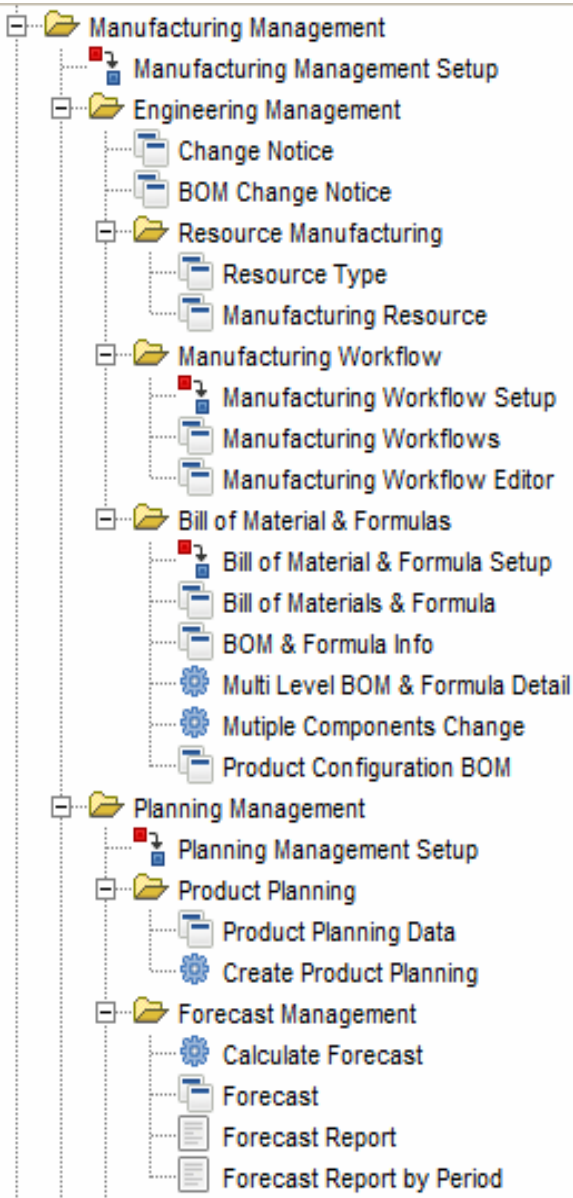 Manufacturing Management
Manufacturing Management Setup
Engineering Management
Change Notice
BOM Change Notice
Resource Manufacturing
Resource Type
Manufacturing Resource
Manufacturing Workflow
Manufacturing Workflow Setup
Manufacturing Workflows
Manufacturing Workflow Editor
Bill of Material & Formulas
Bill of Material & Formula Setup
Bill of Materials & Formula
BOM & Formula Info
Multi Level BOM & Formula Detail
Mutiple Components Change
Product Configuration BOM
Planning Management
Planning Management Setup
Product Planning
Product Planning Data
Create Product Planning
Forecast Management
Calculate Forecast
Forecast
Forecast Report
Forecast Report by Period